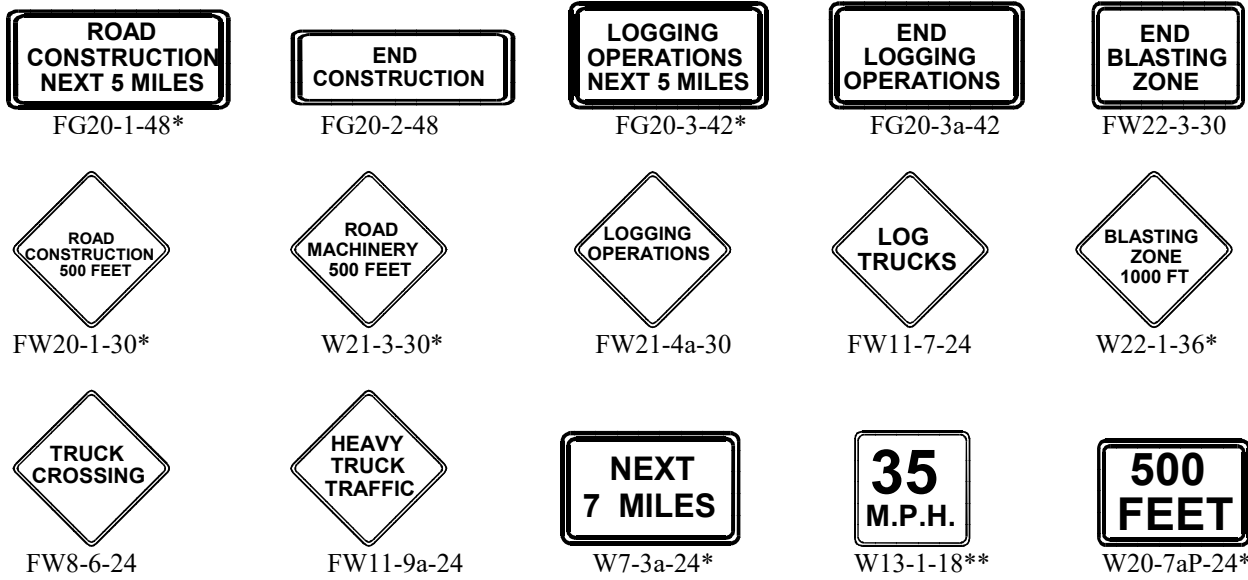 ROAD
CONSTRUCTION
NEXT 5 MILES
FG20-1-48*
END
CONSTRUCTION
FG20-2-48
LOGGING
OPERATIONS
NEXT 5 MILES
FG20-3-42*
END
LOGGING
OPERATIONS
FG20-3a-42
END
BLASTING
ZONE
FW22-3-30
ROAD
CONSTRUCTION
500 FEET
FW20-1-30*
ROAD
MACHINERY
500 FEET
W21-3-30*
LOGGING
OPERATIONS
FW21-4a-30
LOG
TRUCKS
FW11-7-24
BLASTING
ZONE
1000 FT
W22-1-36*
TRUCK
CROSSING
FW8-6-24
HEAVY
TRUCK
TRAFFIC
FW11-9a-24
NEXT
7 MILES
W7-3a-24*
35
M.P.H.
W13-1-18**
500
FEET
W20-7aP-24*